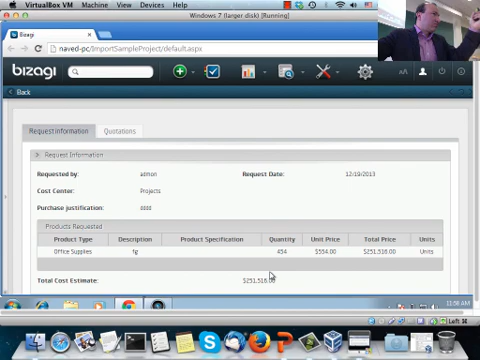 VirtualBox VM Machine View Devices Help
Windows 7 (larger disk) [Running]
Bizagi
naved-pc/ImportSampleProject/default.aspx
bizagi
Back
Request information Quotations
Request Information
Requested by: admon Request Date: 12/19/2013
Cost Center: Projects
Purchase justification:
Products Requested
Product Type Description Product Specification Quantity Unit Price Total Price Units
Office Supplies fg 454 $554.00 $251,516.00 Units
Total Cost Estimate: $251,516.00
11:56 AM
Left ⌘